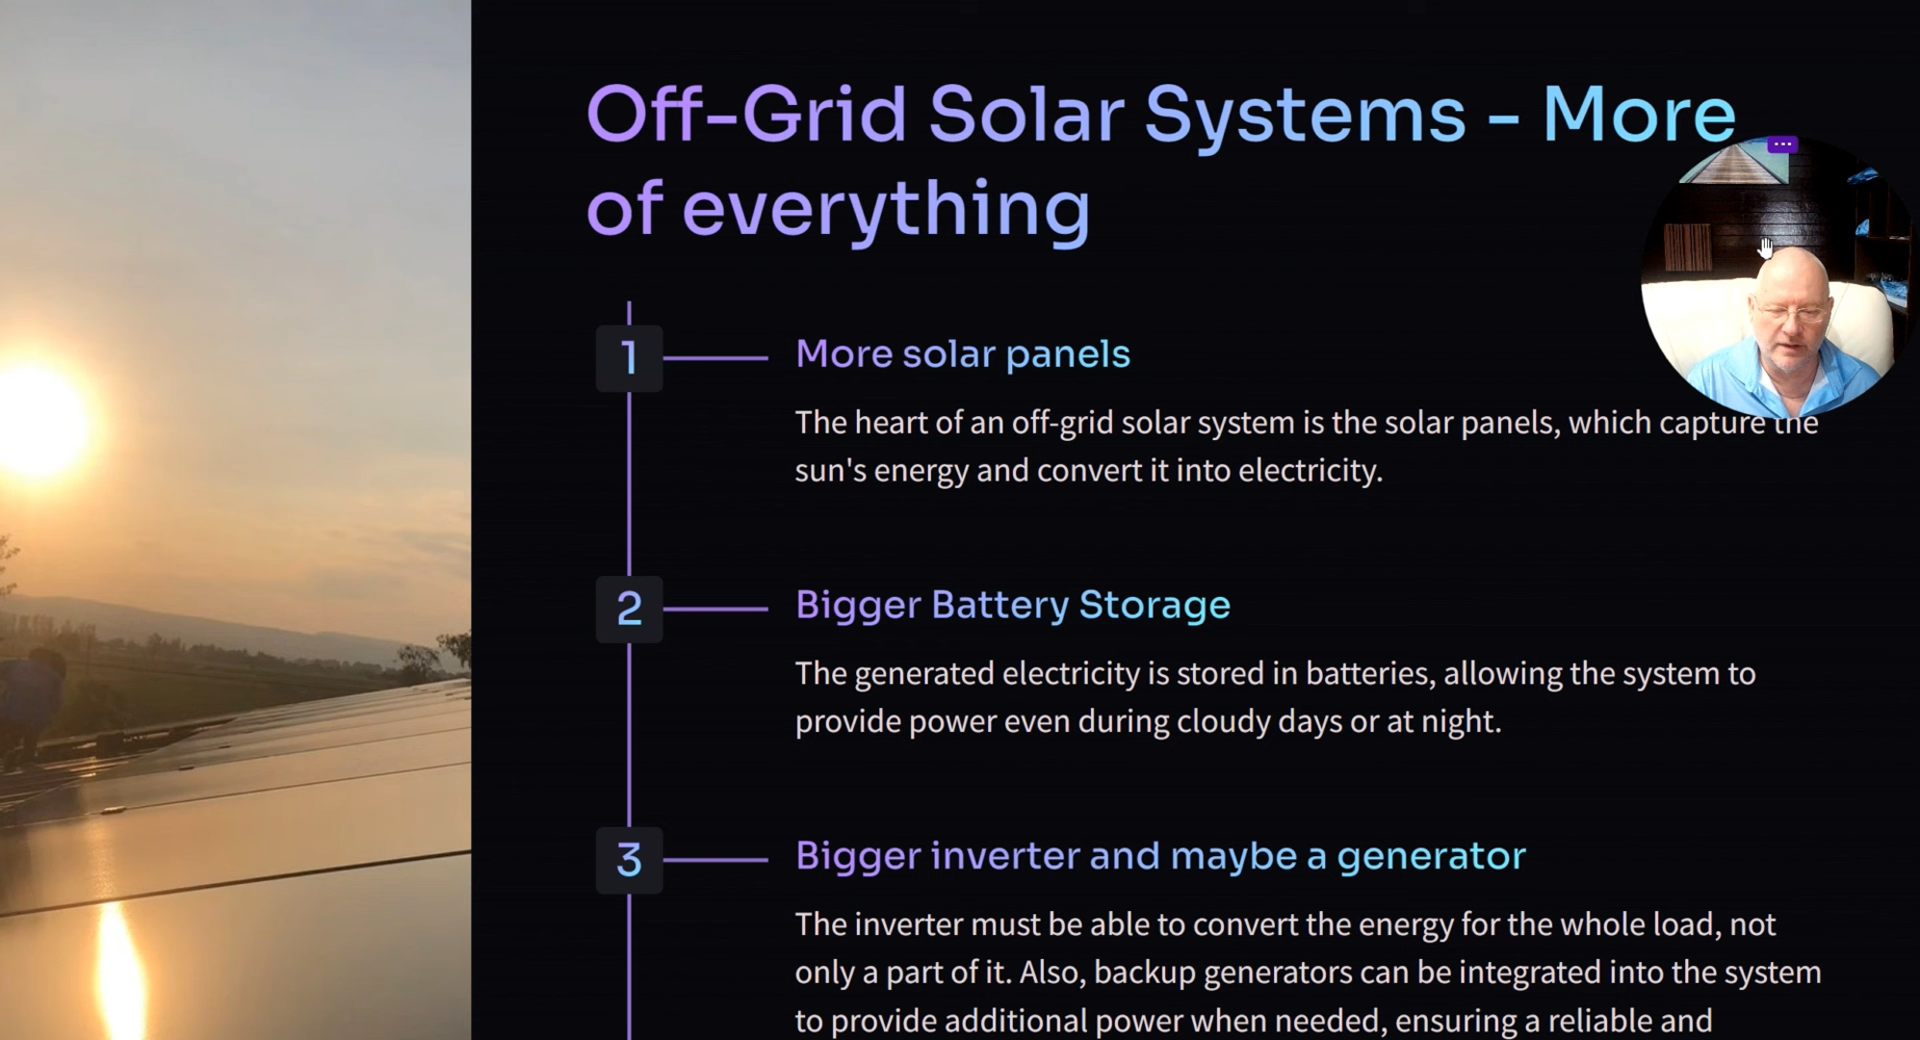 Off-Grid Solar Systems - More
of everything
1
More solar panels
The heart of an off-grid solar system is the solar panels, which capture the
sun's energy and convert it into electricity.
2
Bigger Battery Storage
The generated electricity is stored in batteries, allowing the system to
provide power even during cloudy days or at night.
3
Bigger inverter and maybe a generator
The inverter must be able to convert the energy for the whole load, not
only a part of it. Also, backup generators can be integrated into the system
to provide additional power when needed, ensuring a reliable and